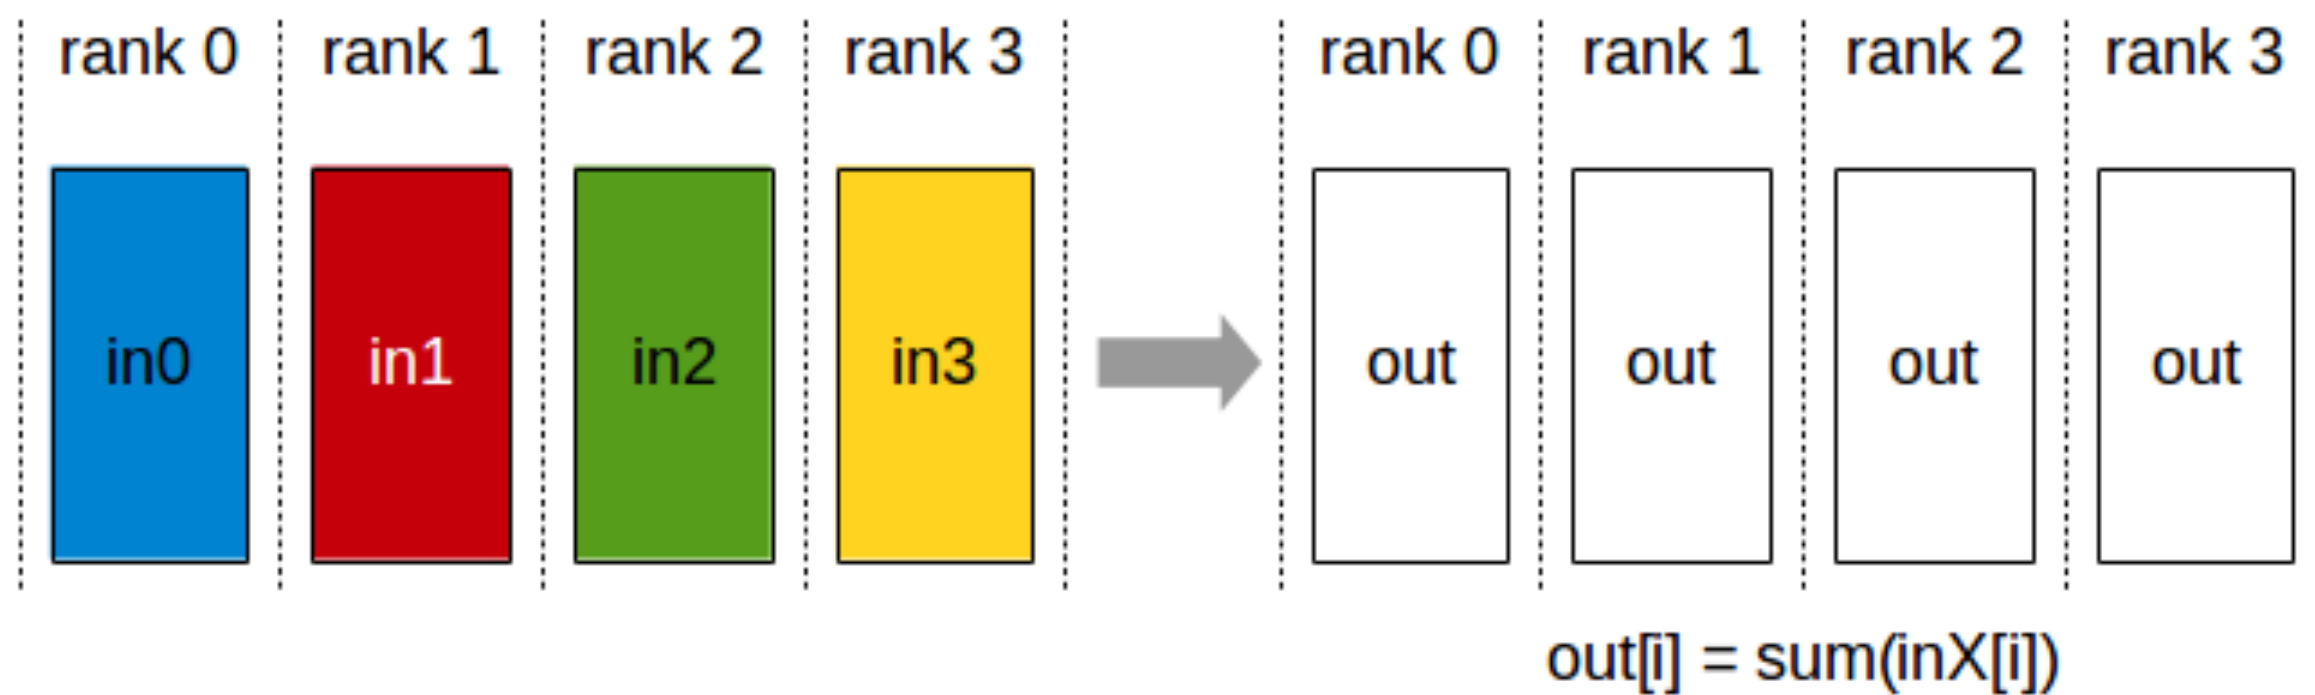 rank 0 rank 1 rank 2 rank 3 rank 0 rank 1 rank 2 rank 3
in0 in1 in2 in3 out out out out
out[i] = sum(inX[i])